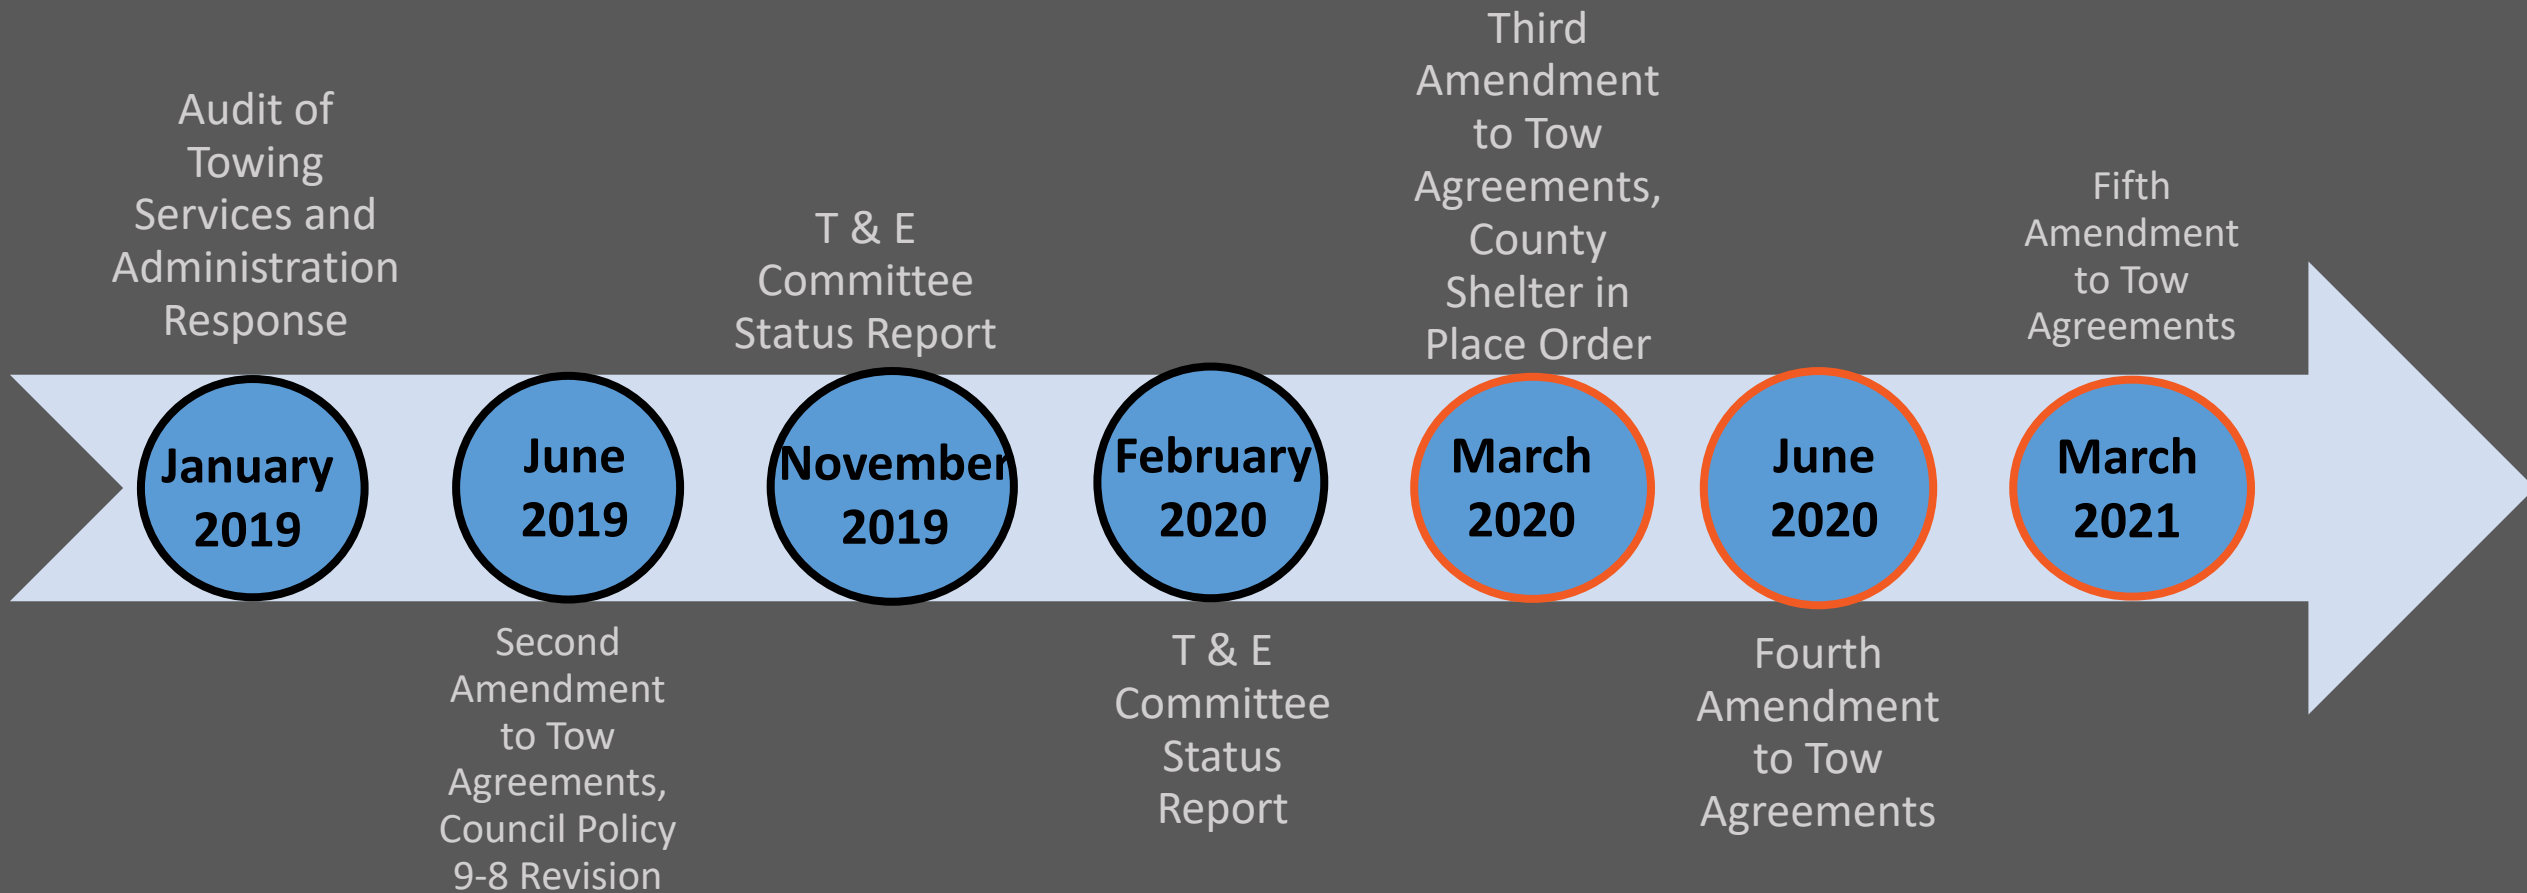 Audit of
Towing
Services and
Administration
Response
January
2019
June
2019
Second
Amendment
to Tow
Agreements,
Council Policy
9-8 Revision
T & E
Committee
Status Report
November
2019
February
2020
T & E
Committee
Status
Report
Third
Amendment
to Tow
Agreements,
County
Shelter in
Place Order
March
2020
June
2020
Fourth
Amendment
to Tow
Agreements
Fifth
Amendment
to Tow
Agreements
March
2021